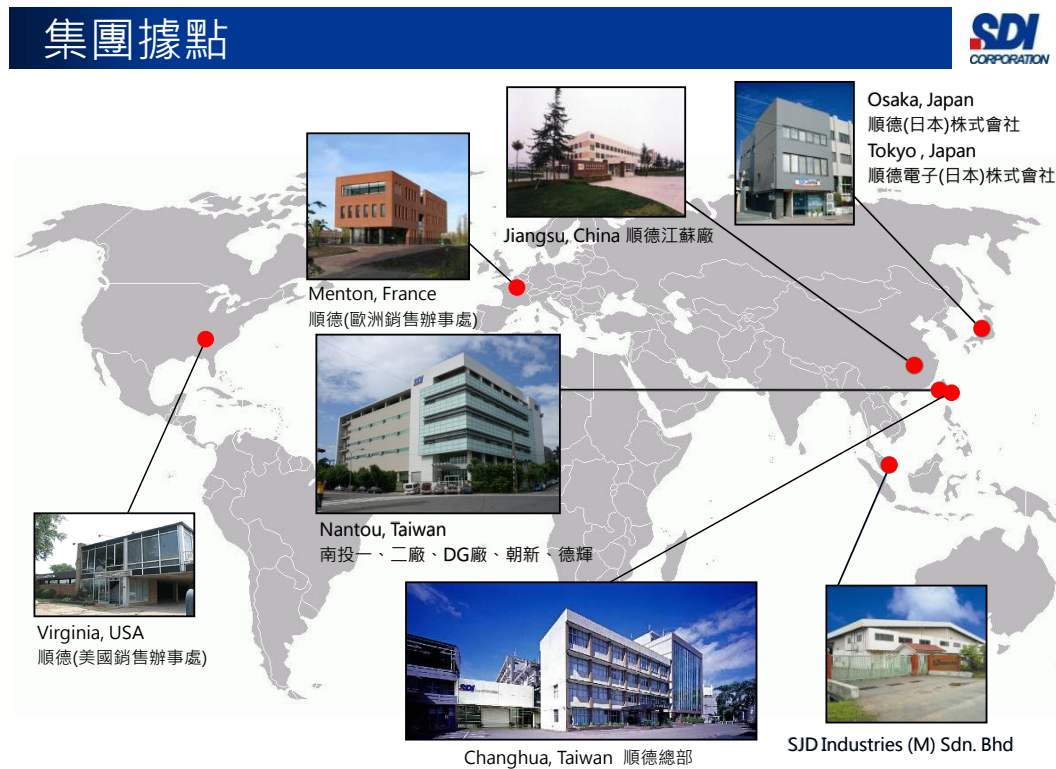 集團據點
SDI
CORPORATION
Osaka, Japan
順德(日本)株式會社
Tokyo , Japan
順德電子(日本)株式會社
Jiangsu, China 順德江蘇廠
Menton, France
順德(歐洲銷售辦事處)
SDI
Nantou, Taiwan
南投一、二廠、DG廠、朝新、德輝
Virginia, USA
順德(美國銷售辦事處)
SDI
Changhua, Taiwan 順德總部
SJD Industries (M) Sdn. Bhd